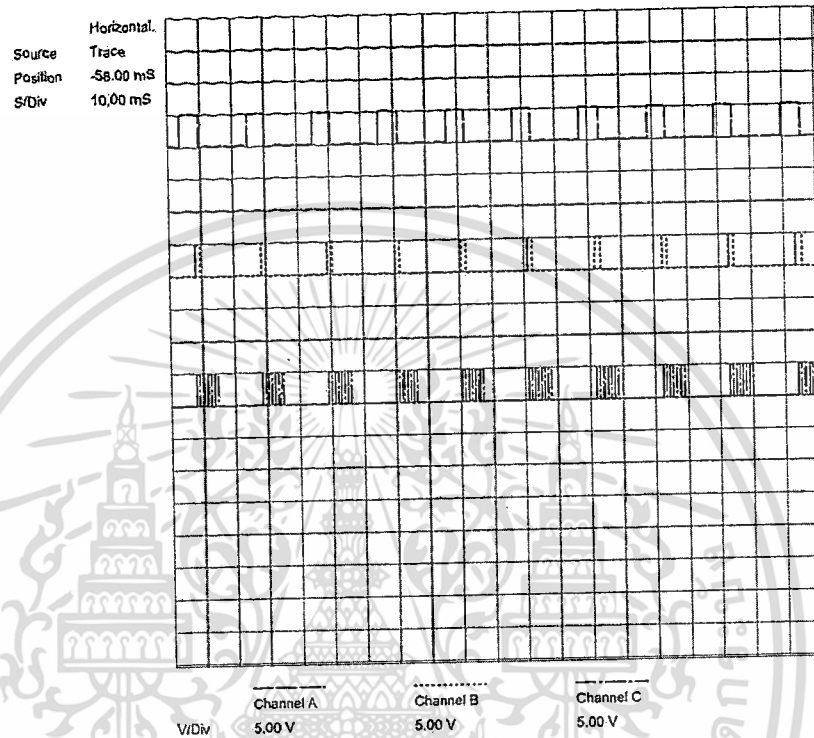 Horizontal.
Source Trace
Position -58.00 mS
S/Div 10,00 mS
Channel A Channel B Channel C
V/Div 5.00 V 5.00 V 5.00 V